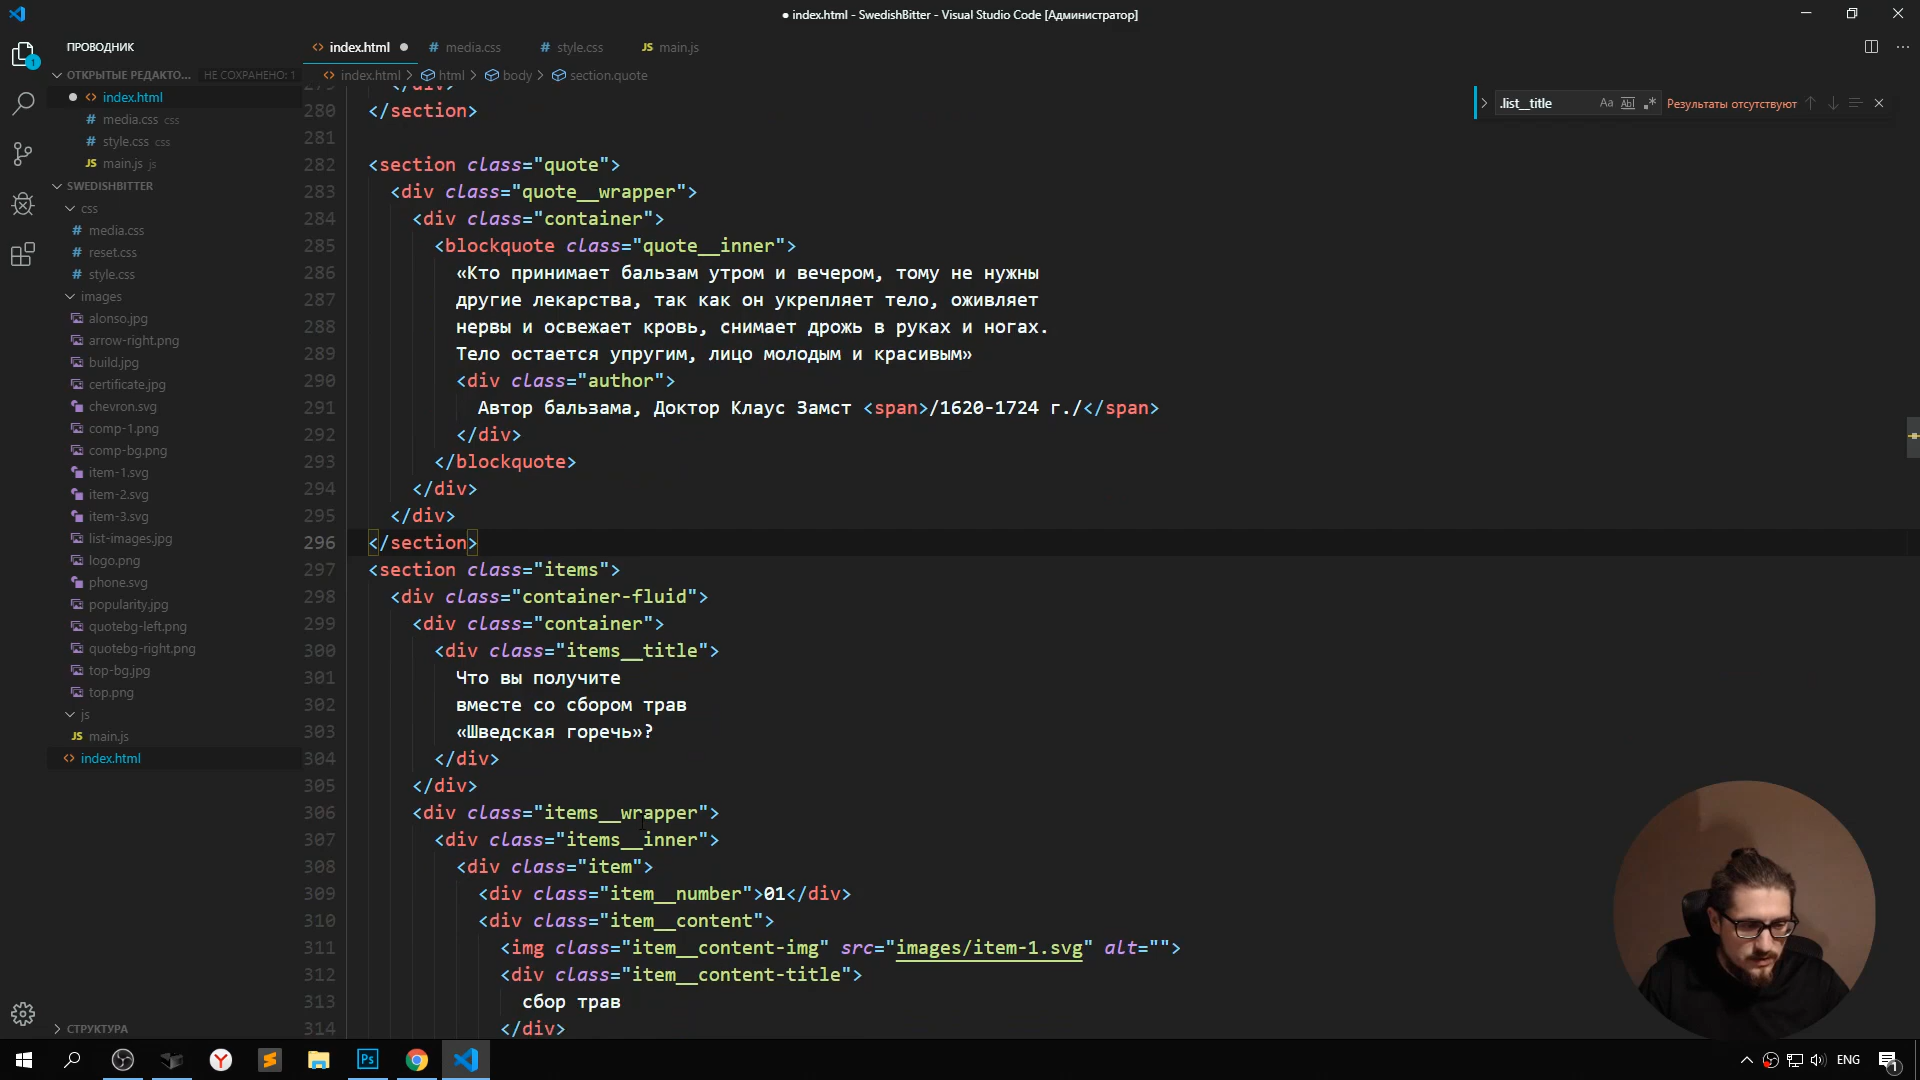 ● index.html - SwedishBitter - Visual Studio Code [Администратор]
ПРОВОДНИК
ОТКРЫТЫЕ РЕДАКТО... НЕ СОХРАНЕНО: 1
index.html
media.css css
style.css css
JS main.js js
SWEDISHBITTER
css
media.css
reset.css
style.css
images
alonso.jpg
arrow-right.png
build.jpg
certificate.jpg
chevron.svg
comp-1.png
comp-bg.png
item-1.svg
item-2.svg
item-3.svg
list-images.jpg
logo.png
phone.svg
popularity.jpg
quotebg-left.png
quotebg-right.png
top-bg.jpg
top.png
js
JS main.js
index.html
СТРУКТУРА
index.html
media.css
style.css
JS main.js
index.html > html > body > section.quote
.list__title Результаты отсутствуют
279 </div>
280 </section>
281
282 <section class="quote">
283 <div class="quote__wrapper">
284 <div class="container">
285 <blockquote class="quote__inner">
286 «Кто принимает бальзам утром и вечером, тому не нужны
287 другие лекарства, так как он укрепляет тело, оживляет
288 нервы и освежает кровь, снимает дрожь в руках и ногах.
289 Тело остается упругим, лицо молодым и красивым»
290 <div class="author">
291 Автор бальзама, Доктор Клаус Замст <span>/1620-1724 г./</span>
292 </div>
293 </blockquote>
294 </div>
295 </div>
296 </section>
297 <section class="items">
298 <div class="container-fluid">
299 <div class="container">
300 <div class="items__title">
301 Что вы получите
302 вместе со сбором трав
303 «Шведская горечь»?
304 </div>
305 </div>
306 <div class="items__wrapper">
307 <div class="items__inner">
308 <div class="item">
309 <div class="item__number">01</div>
310 <div class="item__content">
311 <img class="item__content-img" src="images/item-1.svg" alt="">
312 <div class="item__content-title">
313 сбор трав
314 </div>
ENG